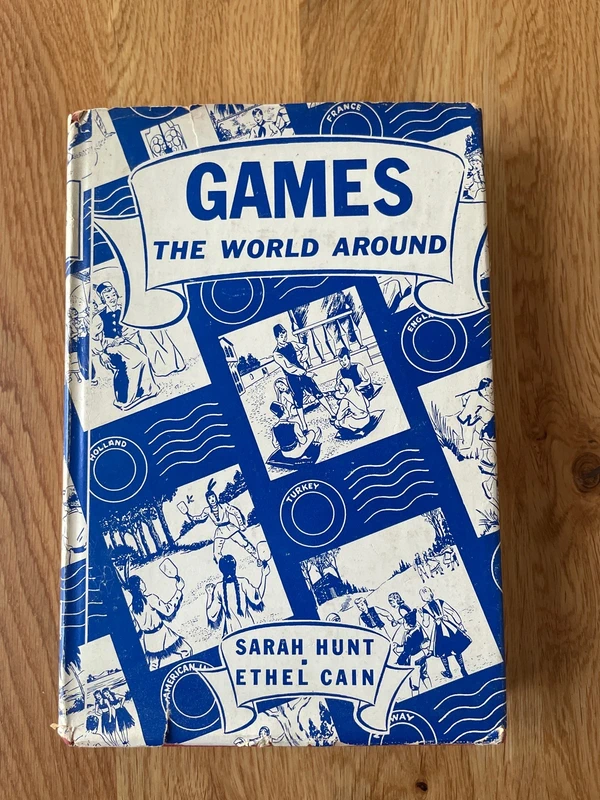 FRANCE
GAMES
THE WORLD AROUND
ENGL
HOLLAND
TURKEY
SARAH HUNT
ETHEL CAIN
AMERICAN I
WAY